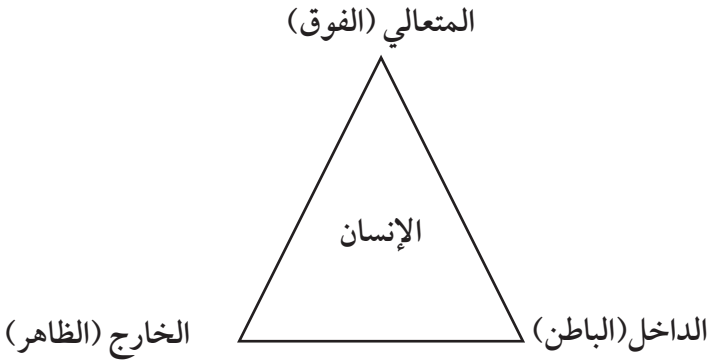 المتعالي (الفوق)
الإنسان
الداخل(الباطن)
الخارج (الظاهر)